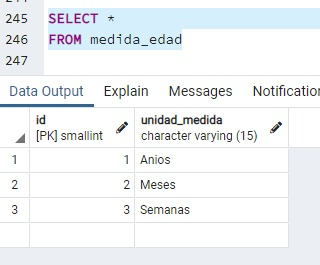 245 SELECT *
246 FROM medida_edad
247
Data Output Explain Messages Notification
id unidad_medida
[PK] smallint character varying (15)
1 1 Anios
2 2 Meses
3 3 Semanas